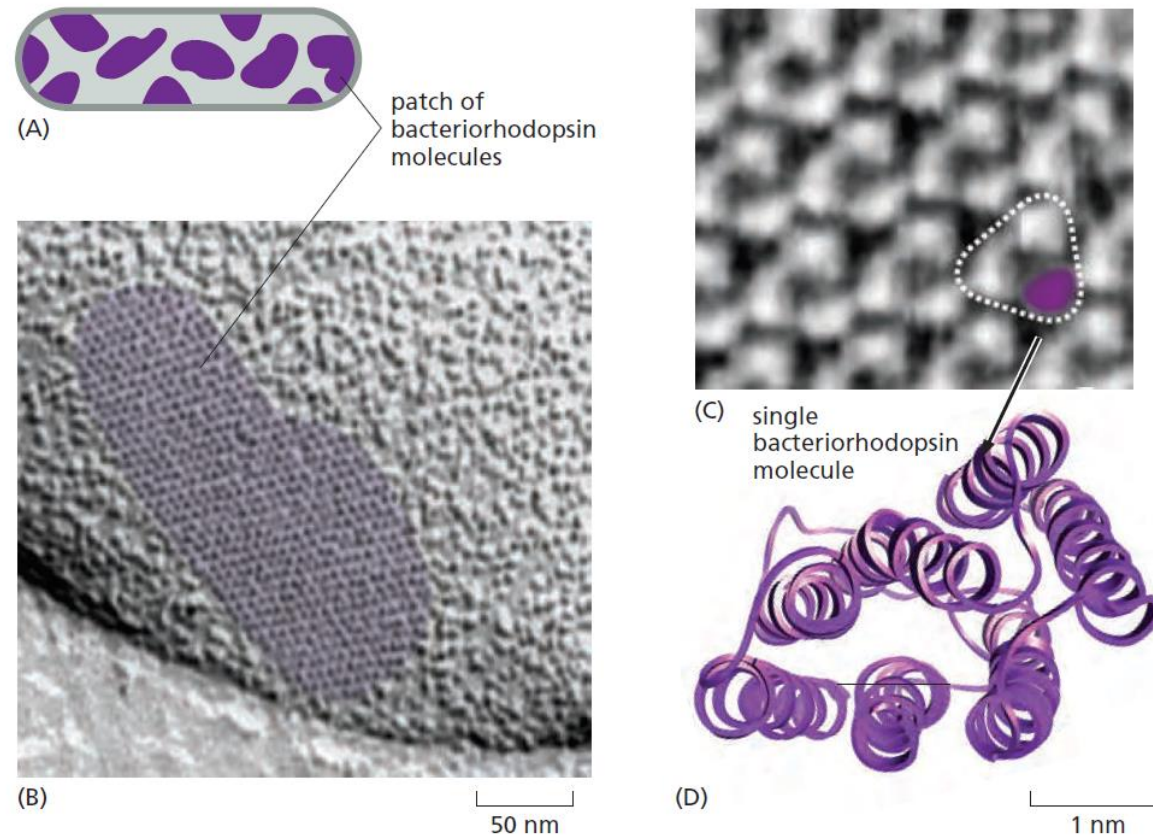 (A)
patch of
bacteriorhodopsin
molecules
(B)
50 nm
(C)
single
bacteriorhodopsin
molecule
(D)
1 nm